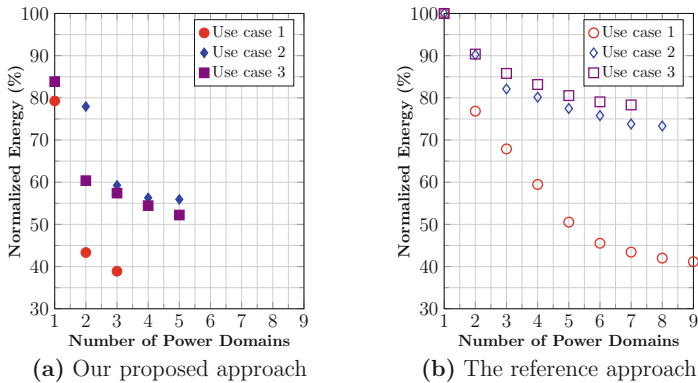 100
90
80
70
60
50
40
30
Normalized Energy (%)
Use case 1
Use case 2
Use case 3
1 2 3 4 5 6 7 8 9
Number of Power Domains
(a) Our proposed approach
100
90
80
70
60
50
40
30
Normalized Energy (%)
Use case 1
Use case 2
Use case 3
1 2 3 4 5 6 7 8 9
Number of Power Domains
(b) The reference approach